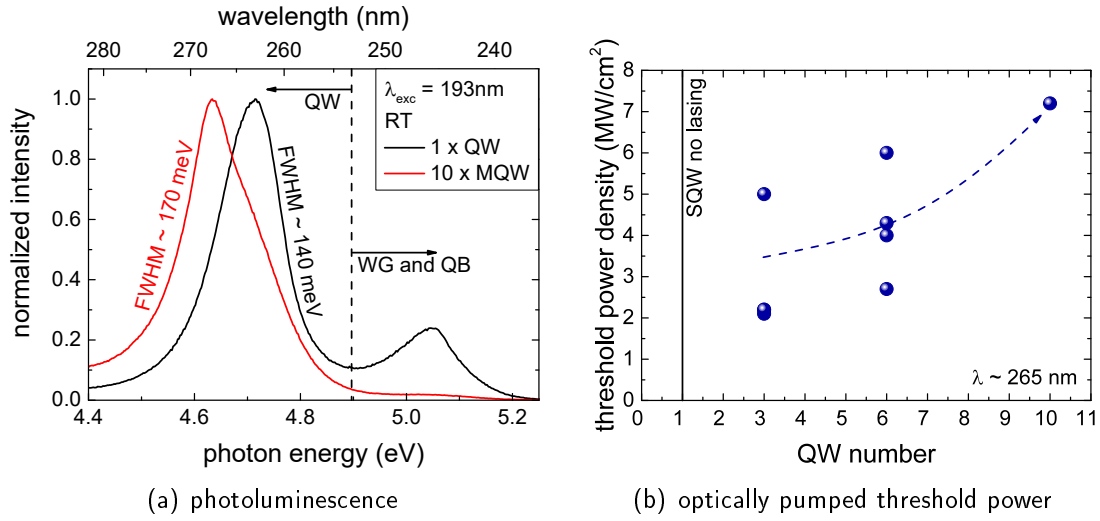 wavelength (nm)
280 270 260 250 240
normalized intensity
1.0
0.8
0.6
0.4
0.2
0.0
FWHM ~ 170 meV
FWHM ~ 140 meV
QW
WG and QB
λexc = 193nm
RT
1 x QW
10 x MQW
4.4 4.6 4.8 5.0 5.2
photon energy (eV)
(a) photoluminescence
threshold power density (MW/cm²)
8
7
6
5
4
3
2
1
0
SQW no lasing
λ ~ 265 nm
0 1 2 3 4 5 6 7 8 9 10 11
QW number
(b) optically pumped threshold power